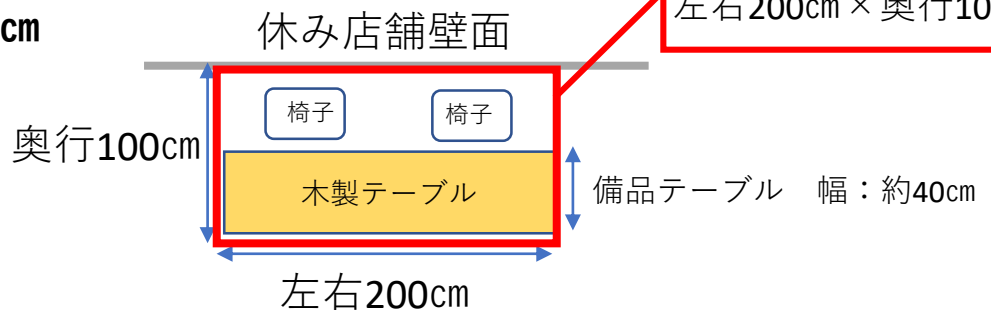 cm
休み店舗壁面
左右200cm×奥行10
椅子
椅子
奥行100cm
木製テーブル
備品テーブル　幅：約40cm
左右200cm